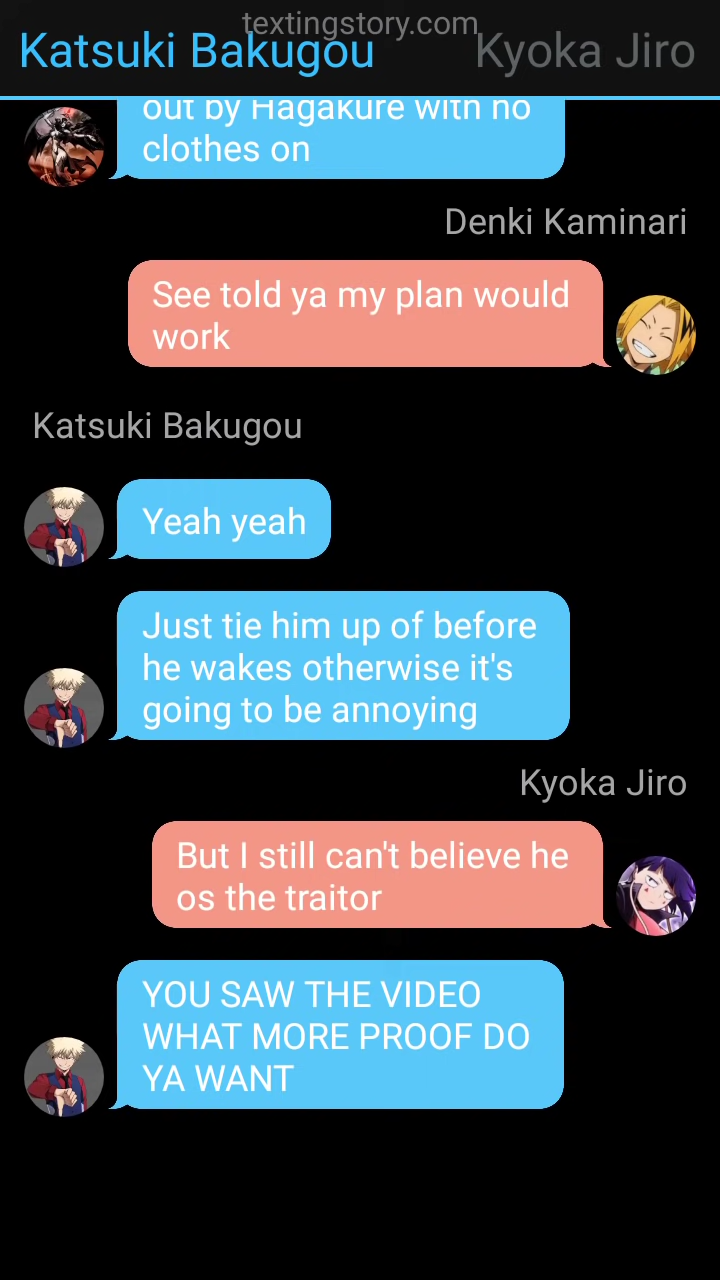 textingstory.com
Katsuki Bakugou Kyoka Jiro
out by Hagakure with no
clothes on
Denki Kaminari
See told ya my plan would
work
Katsuki Bakugou
Yeah yeah
Just tie him up of before
he wakes otherwise it's
going to be annoying
Kyoka Jiro
But I still can't believe he
os the traitor
YOU SAW THE VIDEO
WHAT MORE PROOF DO
YA WANT